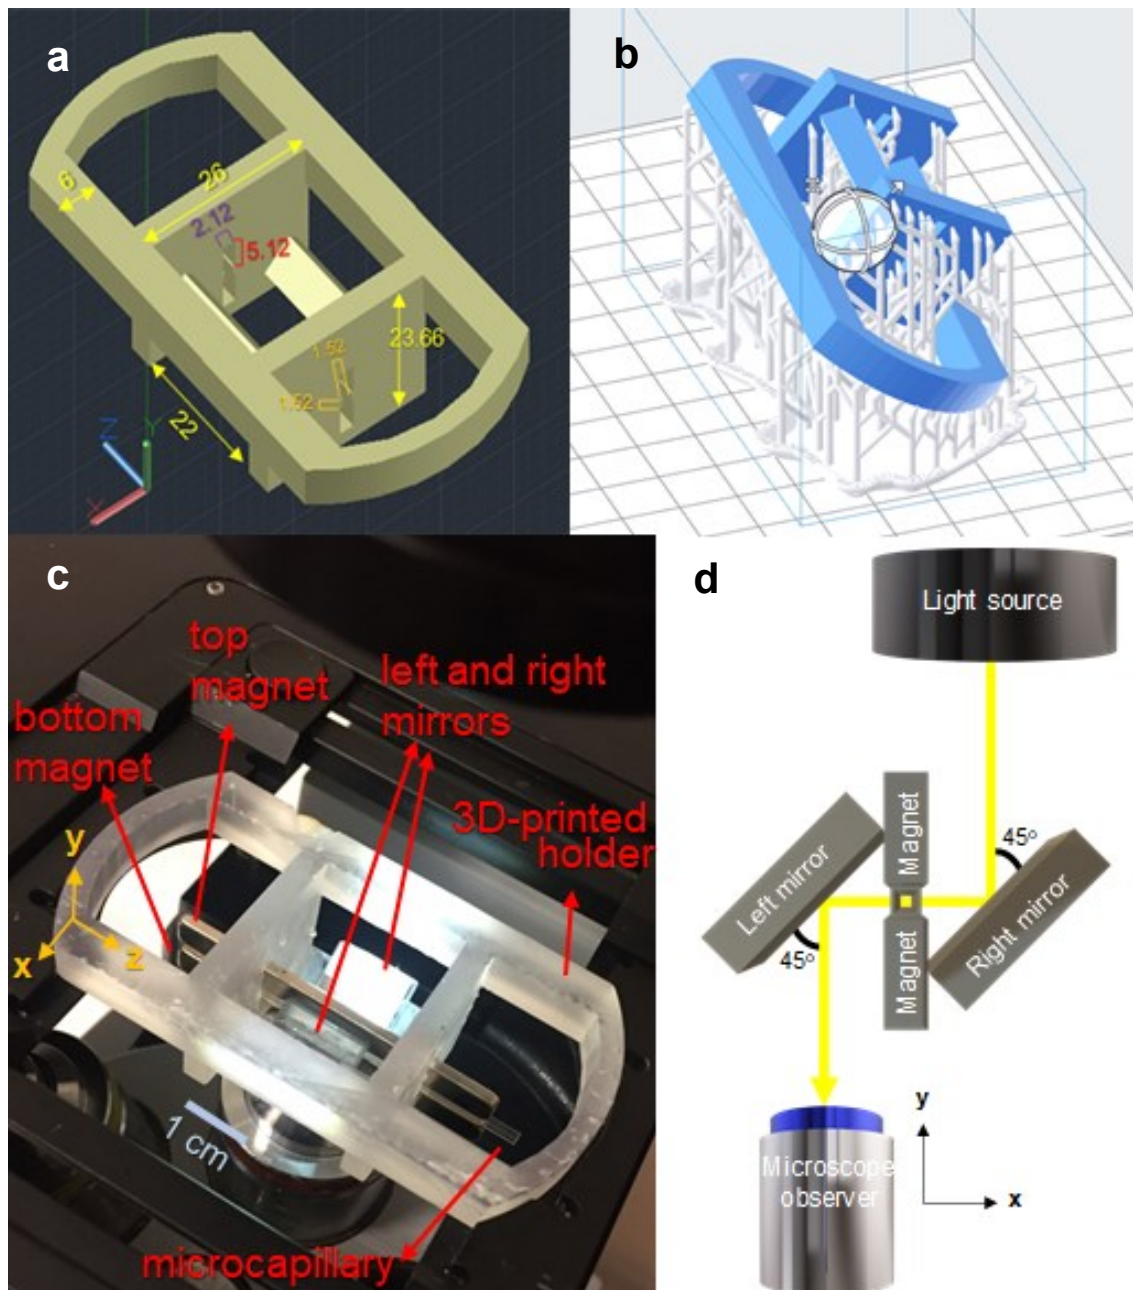 a
6
26
2.12
5.12
23.66
1.52
1.52
22
Z
Y
X
b
c
top
magnet
left and right
mirrors
bottom
magnet
3D-printed
holder
y
x
z
1 cm
microcapillary
d
Light source
Magnet
45°
Left mirror
Right mirror
45°
Magnet
y
x
Microscope
observer